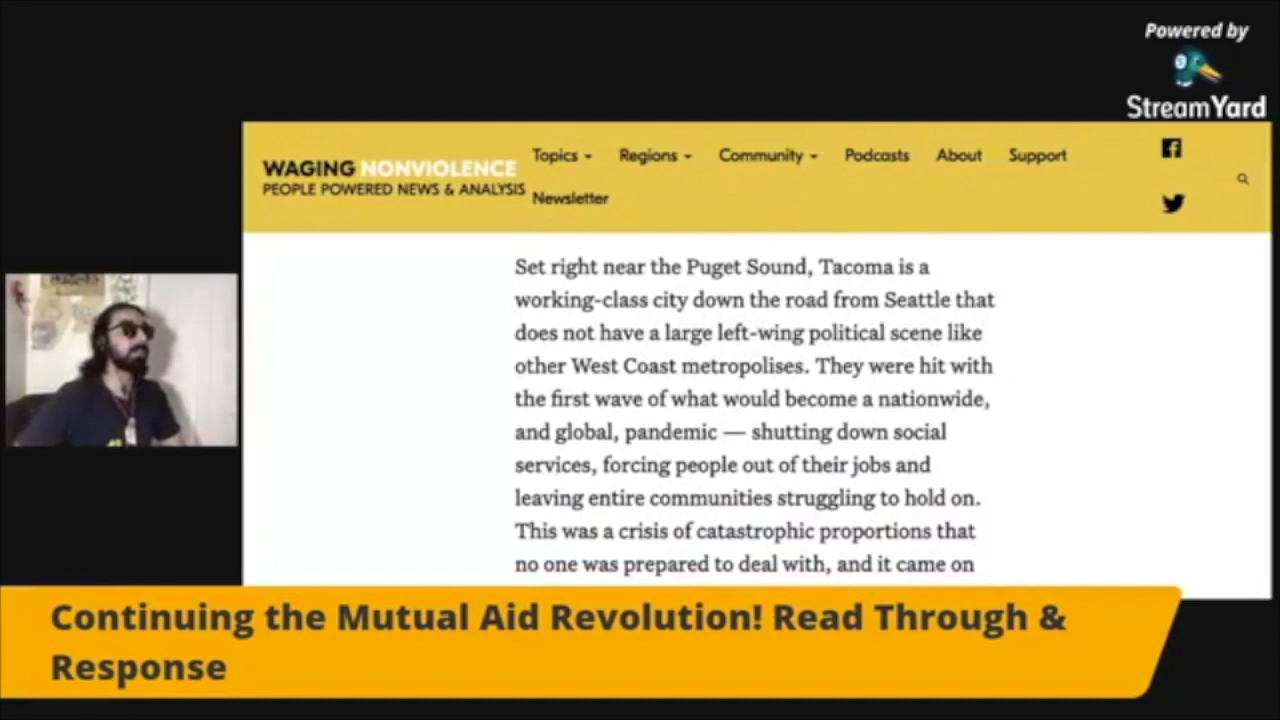 Powered by
StreamYard
WAGING NONVIOLENCE
PEOPLE POWERED NEWS & ANALYSIS
Topics
Regions
Community
Podcasts
About
Support
Newsletter
Set right near the Puget Sound, Tacoma is a
working-class city down the road from Seattle that
does not have a large left-wing political scene like
other West Coast metropolises. They were hit with
the first wave of what would become a nationwide,
and global, pandemic — shutting down social
services, forcing people out of their jobs and
leaving entire communities struggling to hold on.
This was a crisis of catastrophic proportions that
no one was prepared to deal with, and it came on
Continuing the Mutual Aid Revolution! Read Through &
Response